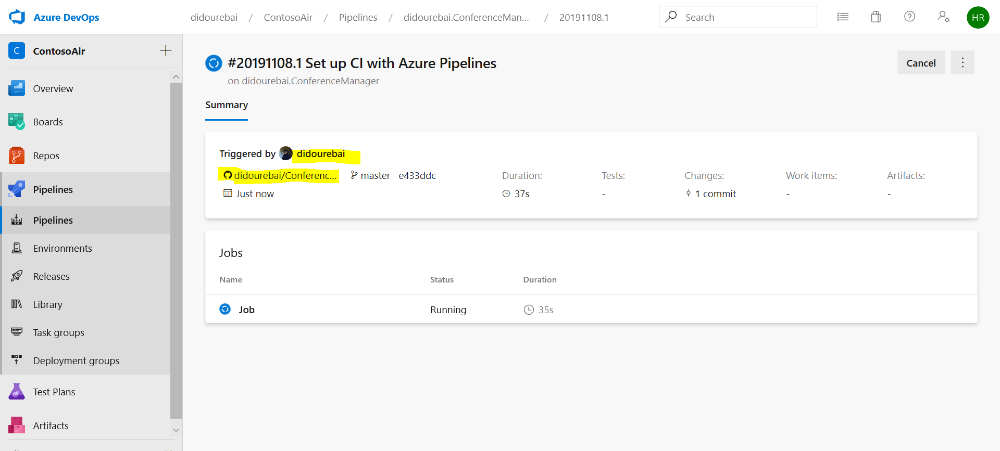 Azure DevOps
didourebai / ContosoAir / Pipelines / didourebai.ConferenceMan... / 20191108.1
Search
HR
C ContosoAir
Overview
Boards
Repos
Pipelines
Pipelines
Environments
Releases
Library
Task groups
Deployment groups
Test Plans
Artifacts
#20191108.1 Set up CI with Azure Pipelines
on didourebai.ConferenceManager
Cancel
Summary
Triggered by didourebai
didourebai/Conferenc... master e433ddc
Just now
Duration:
37s
Tests:
-
Changes:
1 commit
Work items:
-
Artifacts:
-
Jobs
Name Status Duration
Job Running 35s